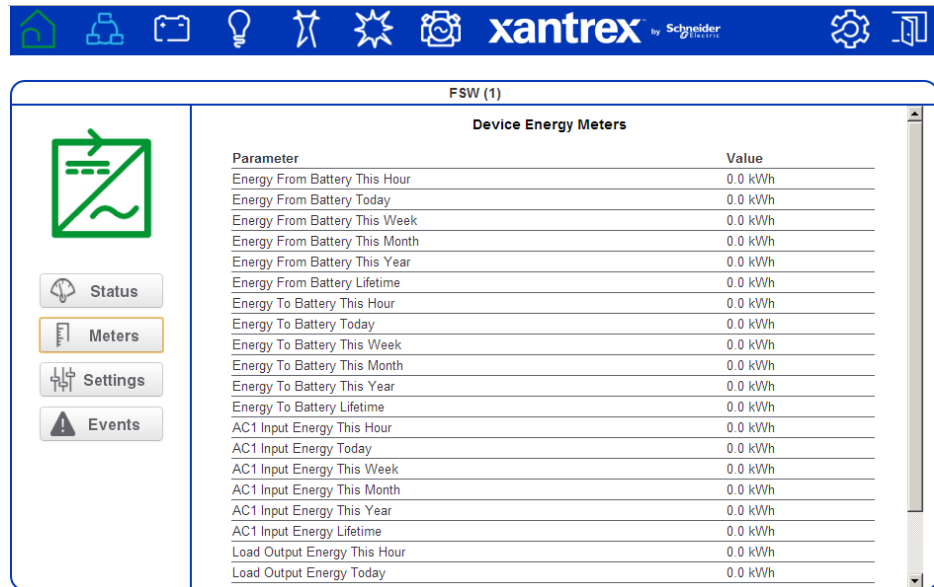 xantrex by Schneider Electric
FSW (1)
Device Energy Meters
Parameter Value
Energy From Battery This Hour 0.0 kWh
Energy From Battery Today 0.0 kWh
Energy From Battery This Week 0.0 kWh
Energy From Battery This Month 0.0 kWh
Energy From Battery This Year 0.0 kWh
Energy From Battery Lifetime 0.0 kWh
Energy To Battery This Hour 0.0 kWh
Energy To Battery Today 0.0 kWh
Energy To Battery This Week 0.0 kWh
Energy To Battery This Month 0.0 kWh
Energy To Battery This Year 0.0 kWh
Energy To Battery Lifetime 0.0 kWh
AC1 Input Energy This Hour 0.0 kWh
AC1 Input Energy Today 0.0 kWh
AC1 Input Energy This Week 0.0 kWh
AC1 Input Energy This Month 0.0 kWh
AC1 Input Energy This Year 0.0 kWh
AC1 Input Energy Lifetime 0.0 kWh
Load Output Energy This Hour 0.0 kWh
Load Output Energy Today 0.0 kWh
Status
Meters
Settings
Events